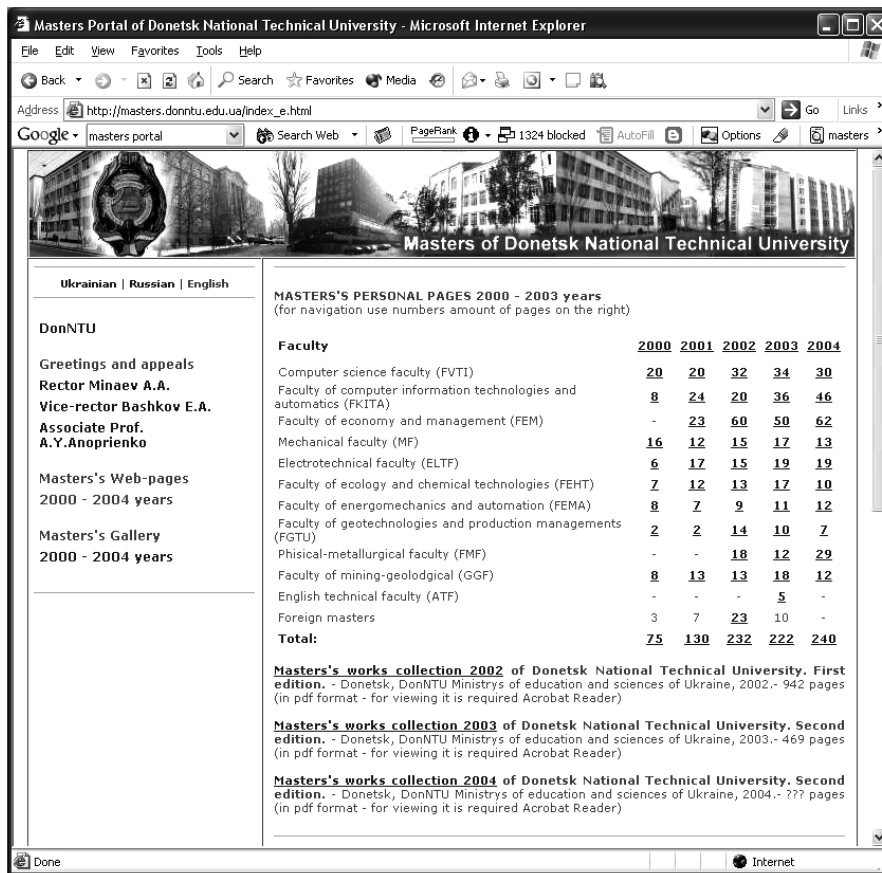 Masters Portal of Donetsk National Technical University - Microsoft Internet Explorer
File Edit View Favorites Tools Help
Back Search Favorites Media
Address http://masters.donntu.edu.ua/index_e.html Go Links
Google masters portal Search Web PageRank 1324 blocked AutoFill Options masters
Masters of Donetsk National Technical University
Ukrainian | Russian | English
DonNTU
Greetings and appeals
Rector Minaev A.A.
Vice-rector Bashkov E.A.
Associate Prof.
A.Y.Anoprienko
Masters's Web-pages
2000 - 2004 years
Masters's Gallery
2000 - 2004 years
MASTERS'S PERSONAL PAGES 2000 - 2003 years
(for navigation use numbers amount of pages on the right)
Faculty 2000 2001 2002 2003 2004
Computer science faculty (FVTI) 20 20 32 34 30
Faculty of computer information technologies and
automatics (FKITA) 8 24 20 36 46
Faculty of economy and management (FEM) - 23 60 50 62
Mechanical faculty (MF) 16 12 15 17 13
Electrotechnical faculty (ELTF) 6 17 15 19 19
Faculty of ecology and chemical technologies (FEHT) 7 12 13 17 10
Faculty of energomechanics and automation (FEMA) 8 7 9 11 12
Faculty of geotechnologies and production managements
(FGTU) 2 2 14 10 7
Phisical-metallurgical faculty (FMF) - - 18 12 29
Faculty of mining-geolodgical (GGF) 8 13 13 18 12
English technical faculty (ATF) - - - 5 -
Foreign masters 3 7 23 10 -
Total: 75 130 232 222 240
Masters's works collection 2002 of Donetsk National Technical University. First
edition. - Donetsk, DonNTU Ministrys of education and sciences of Ukraine, 2002.- 942 pages
(in pdf format - for viewing it is required Acrobat Reader)
Masters's works collection 2003 of Donetsk National Technical University. Second
edition. - Donetsk, DonNTU Ministrys of education and sciences of Ukraine, 2003.- 469 pages
(in pdf format - for viewing it is required Acrobat Reader)
Masters's works collection 2004 of Donetsk National Technical University. Second
edition. - Donetsk, DonNTU Ministrys of education and sciences of Ukraine, 2004.- ??? pages
(in pdf format - for viewing it is required Acrobat Reader)
Done Internet